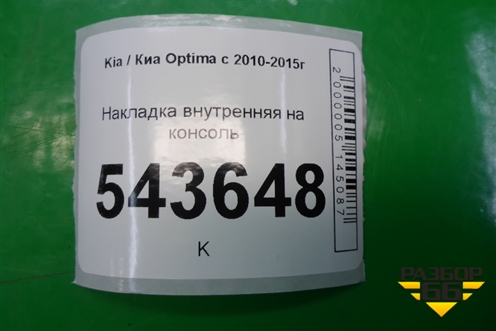 Kia / Киа Optima с 2010-2015г
Накладка внутренняя на
консоль
543648
K
2000005145087
РАЗБОР
66